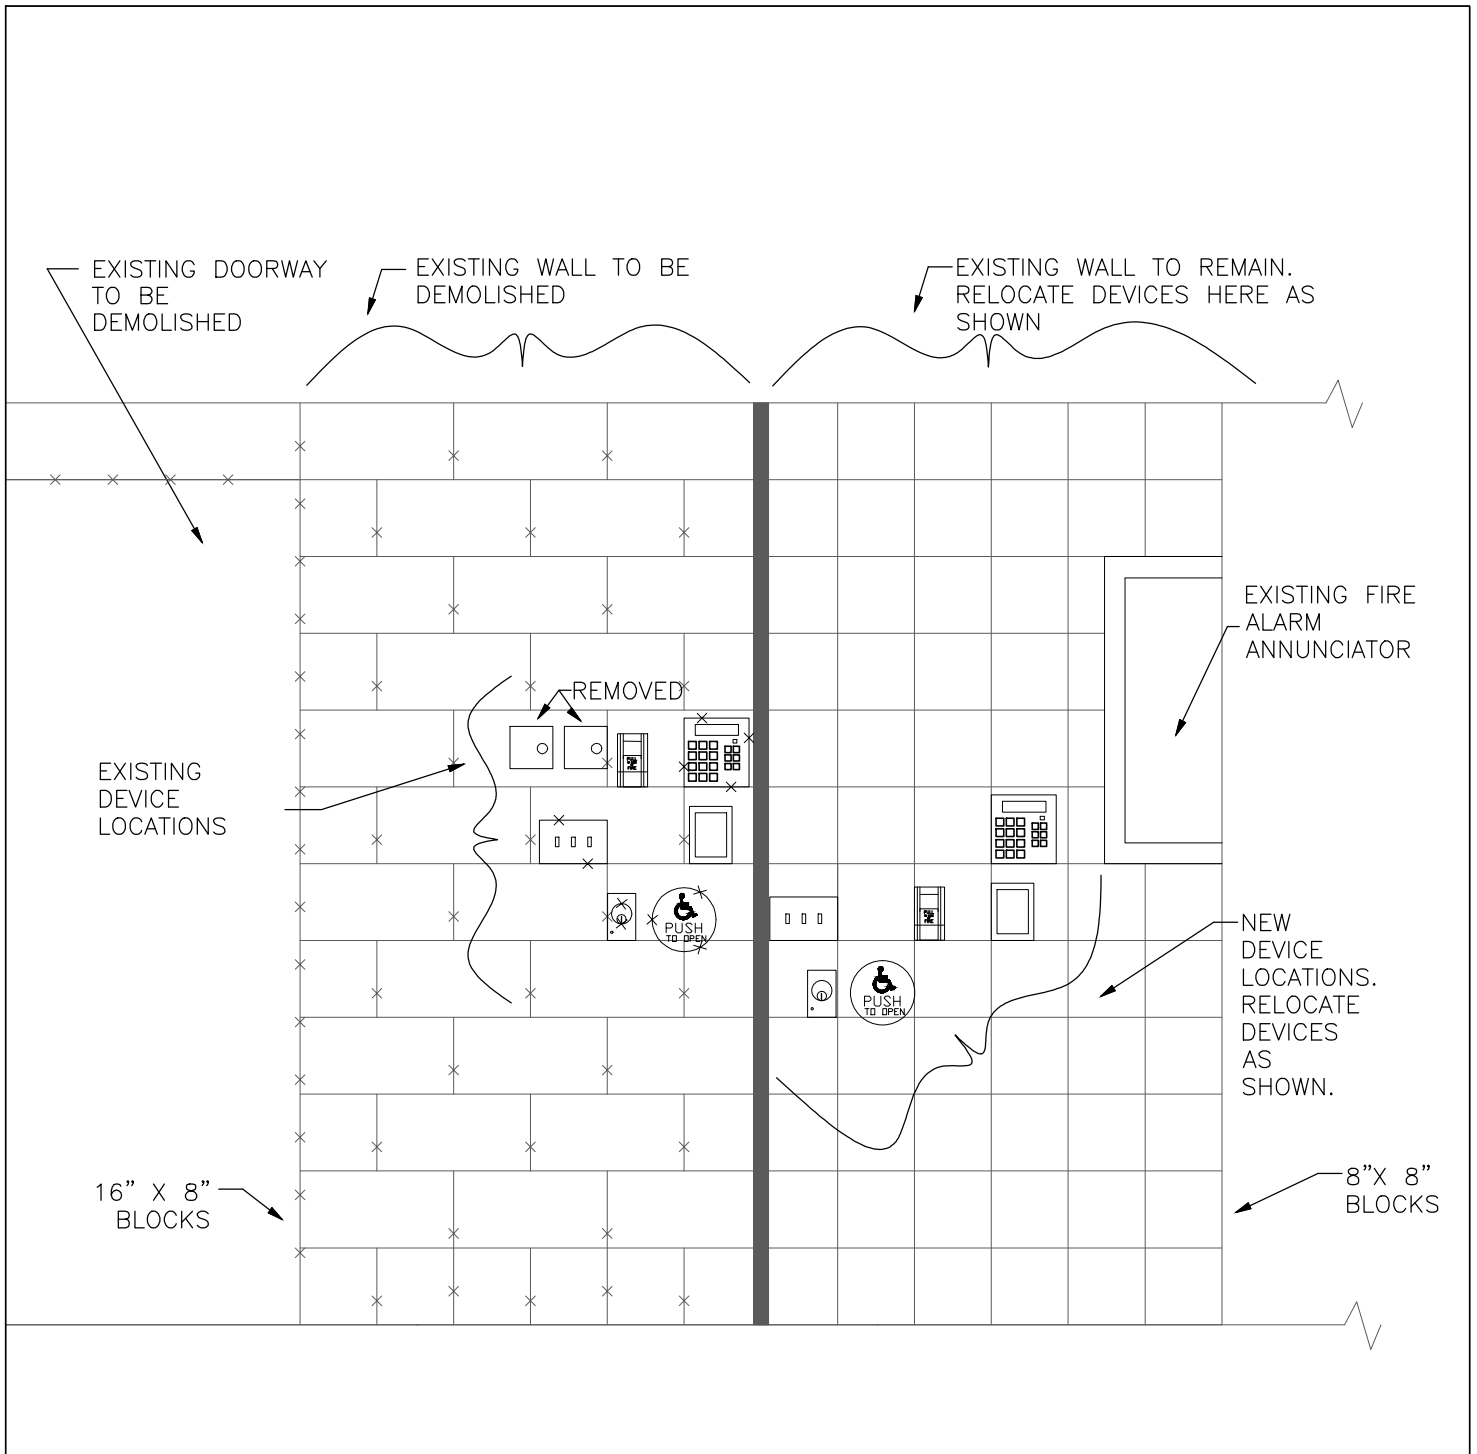 EXISTING DOORWAY
TO BE
DEMOLISHED
EXISTING WALL TO BE
DEMOLISHED
EXISTING WALL TO REMAIN.
RELOCATE DEVICES HERE AS
SHOWN
EXISTING FIRE
ALARM
ANNUNCIATOR
REMOVED
EXISTING
DEVICE
LOCATIONS
PUSH
TO OPEN
PUSH
TO OPEN
NEW
DEVICE
LOCATIONS.
RELOCATE
DEVICES
AS
SHOWN.
16” X 8”
BLOCKS
8”X 8”
BLOCKS